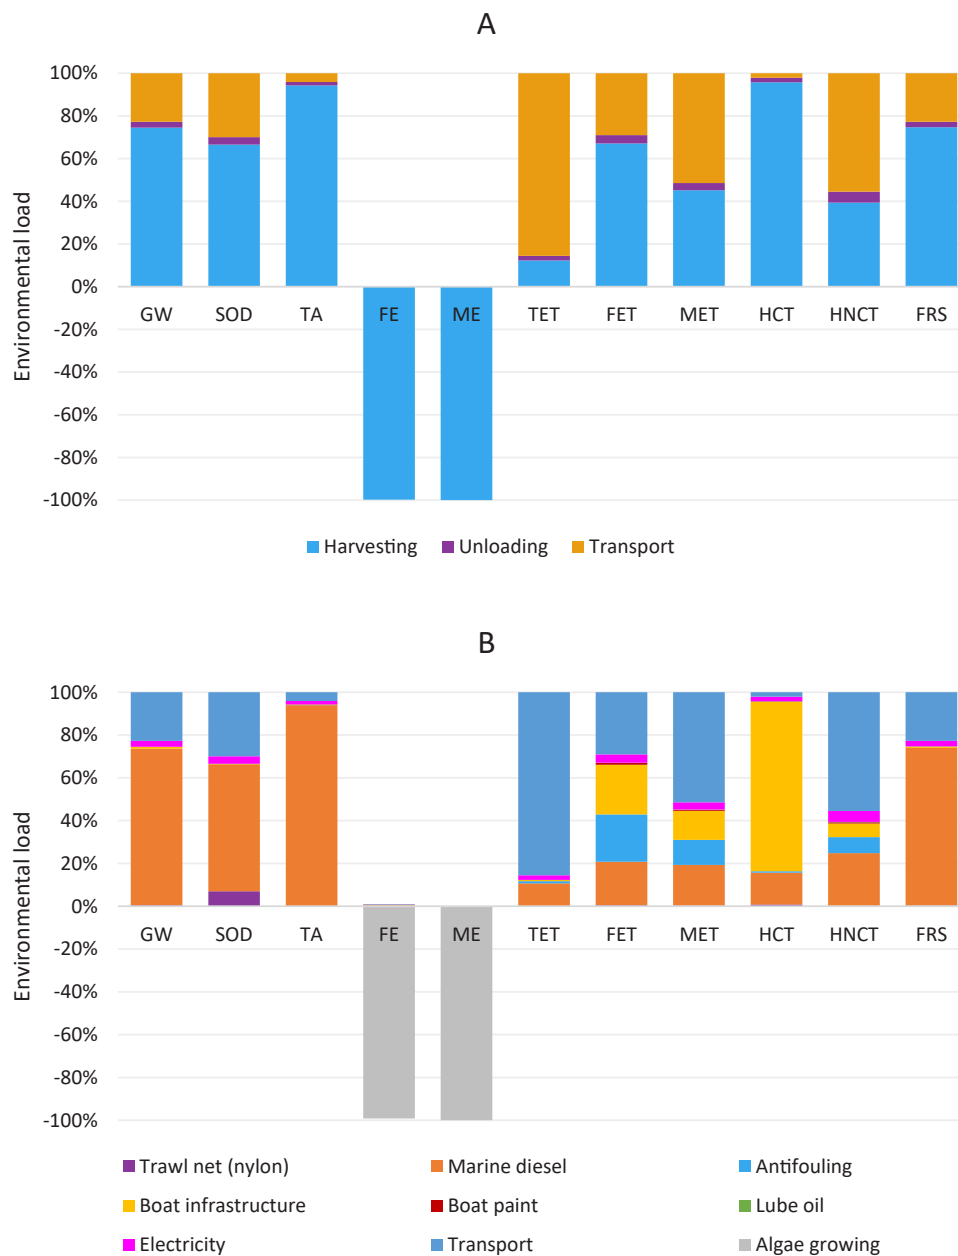 A
100%
80%
60%
40%
20%
0%
-20%
-40%
-60%
-80%
-100%
Environmental load
GW SOD TA FE ME TET FET MET HCT HNCT FRS
Harvesting Unloading Transport
B
100%
80%
60%
40%
20%
0%
-20%
-40%
-60%
-80%
-100%
Environmental load
GW SOD TA FE ME TET FET MET HCT HNCT FRS
Trawl net (nylon) Marine diesel Antifouling
Boat infrastructure Boat paint Lube oil
Electricity Transport Algae growing